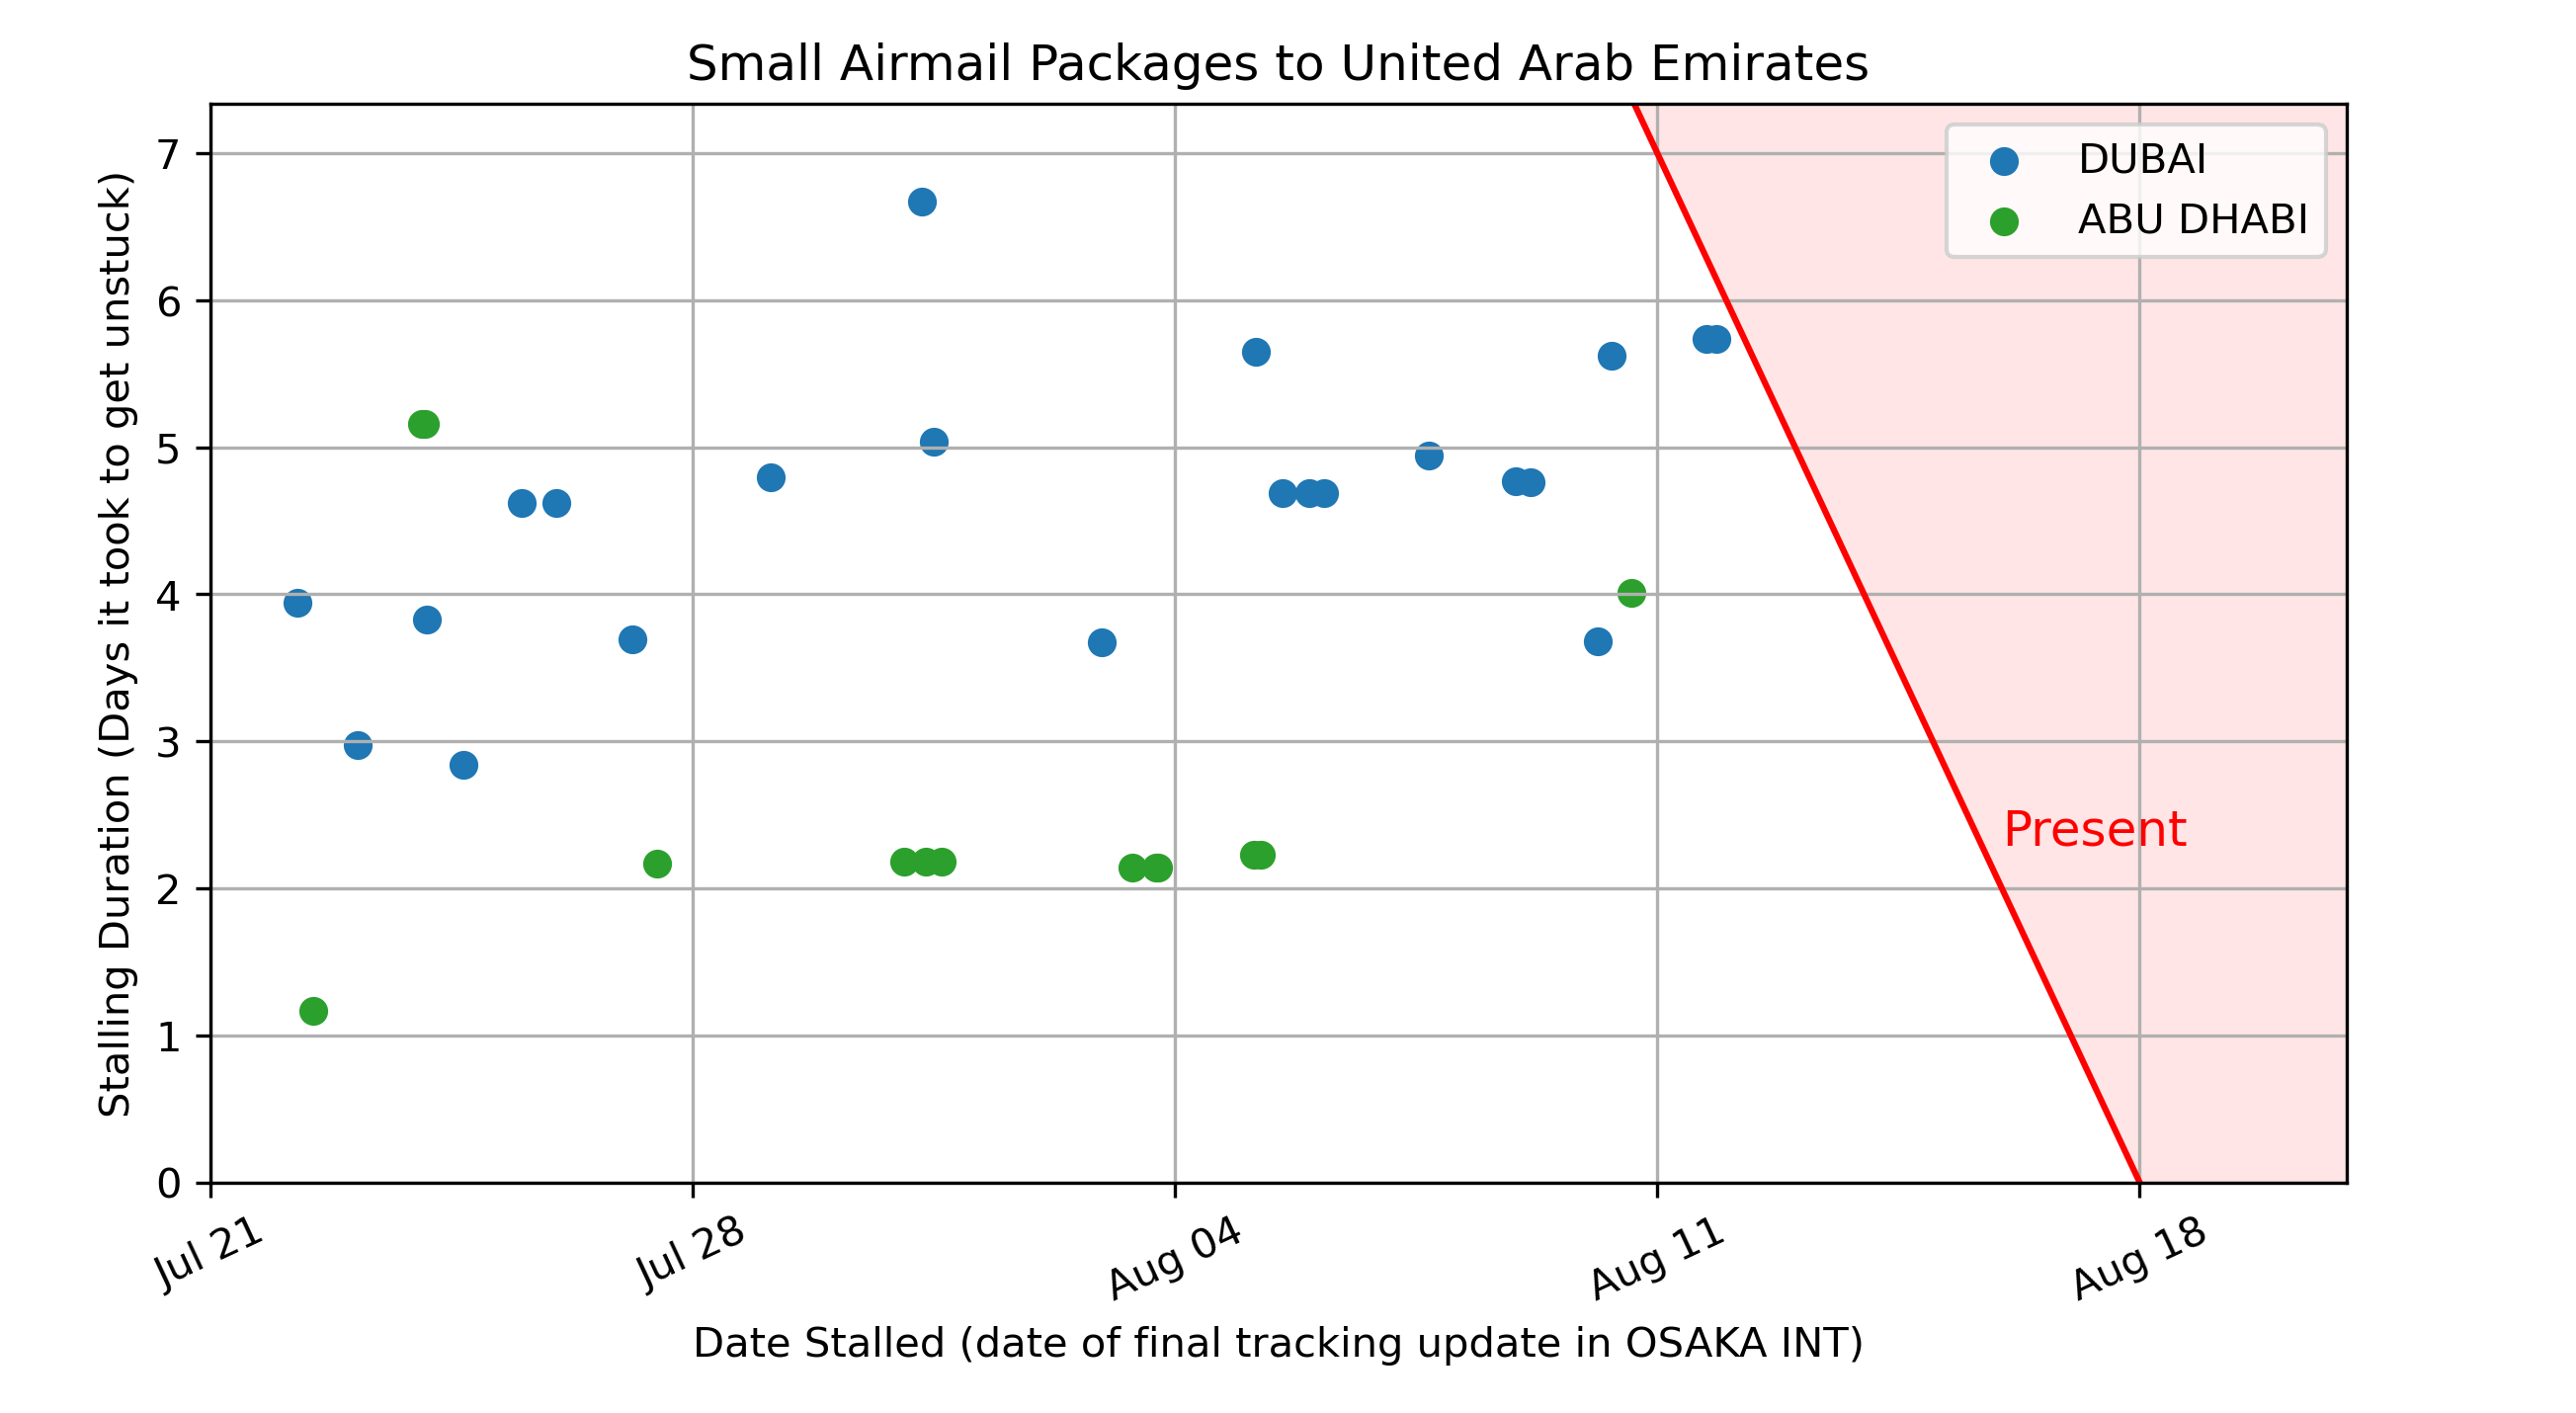 Small Airmail Packages to United Arab Emirates
Stalling Duration (Days it took to get unstuck)
7
6
5
4
3
2
1
0
DUBAI
ABU DHABI
Present
Jul 21
Jul 28
Aug 04
Aug 11
Aug 18
Date Stalled (date of final tracking update in OSAKA INT)